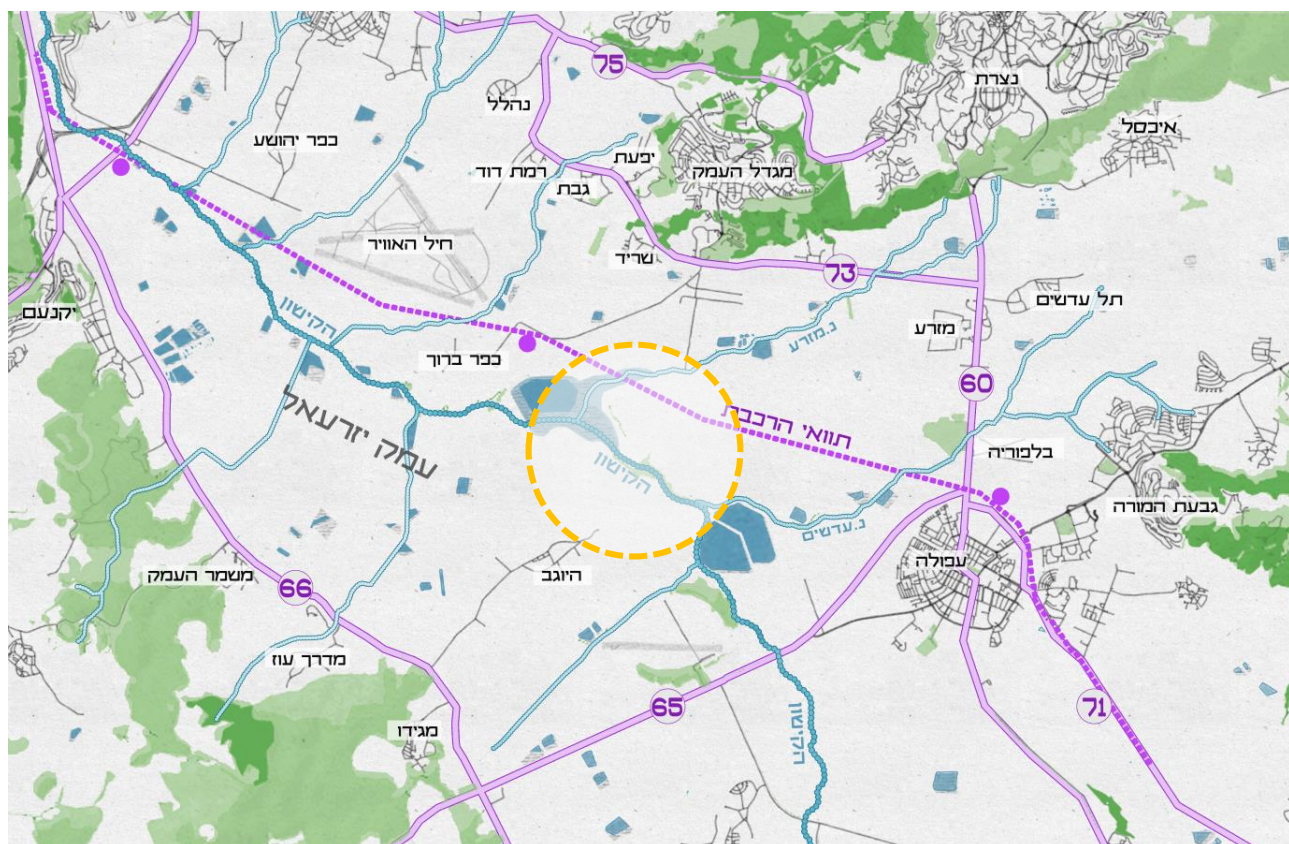 75
נצרת
נהלל
איכסל
כפר יהושע
יפעת
רמת דוד
מגדל העמק
גבת
חיל האוויר
שריד
73
תל עדשים
הקישון
יקנעם
מזרע
נ.מזרע
כפר ברוך
60
עמק יזרעאל
תוואי הרכבת
בלפוריה
הקישון
גבעת המורה
נ.עדשים
עפולה
היוגב
משמר העמק
66
מדרך עוז
65
71
הקישון
מגידו